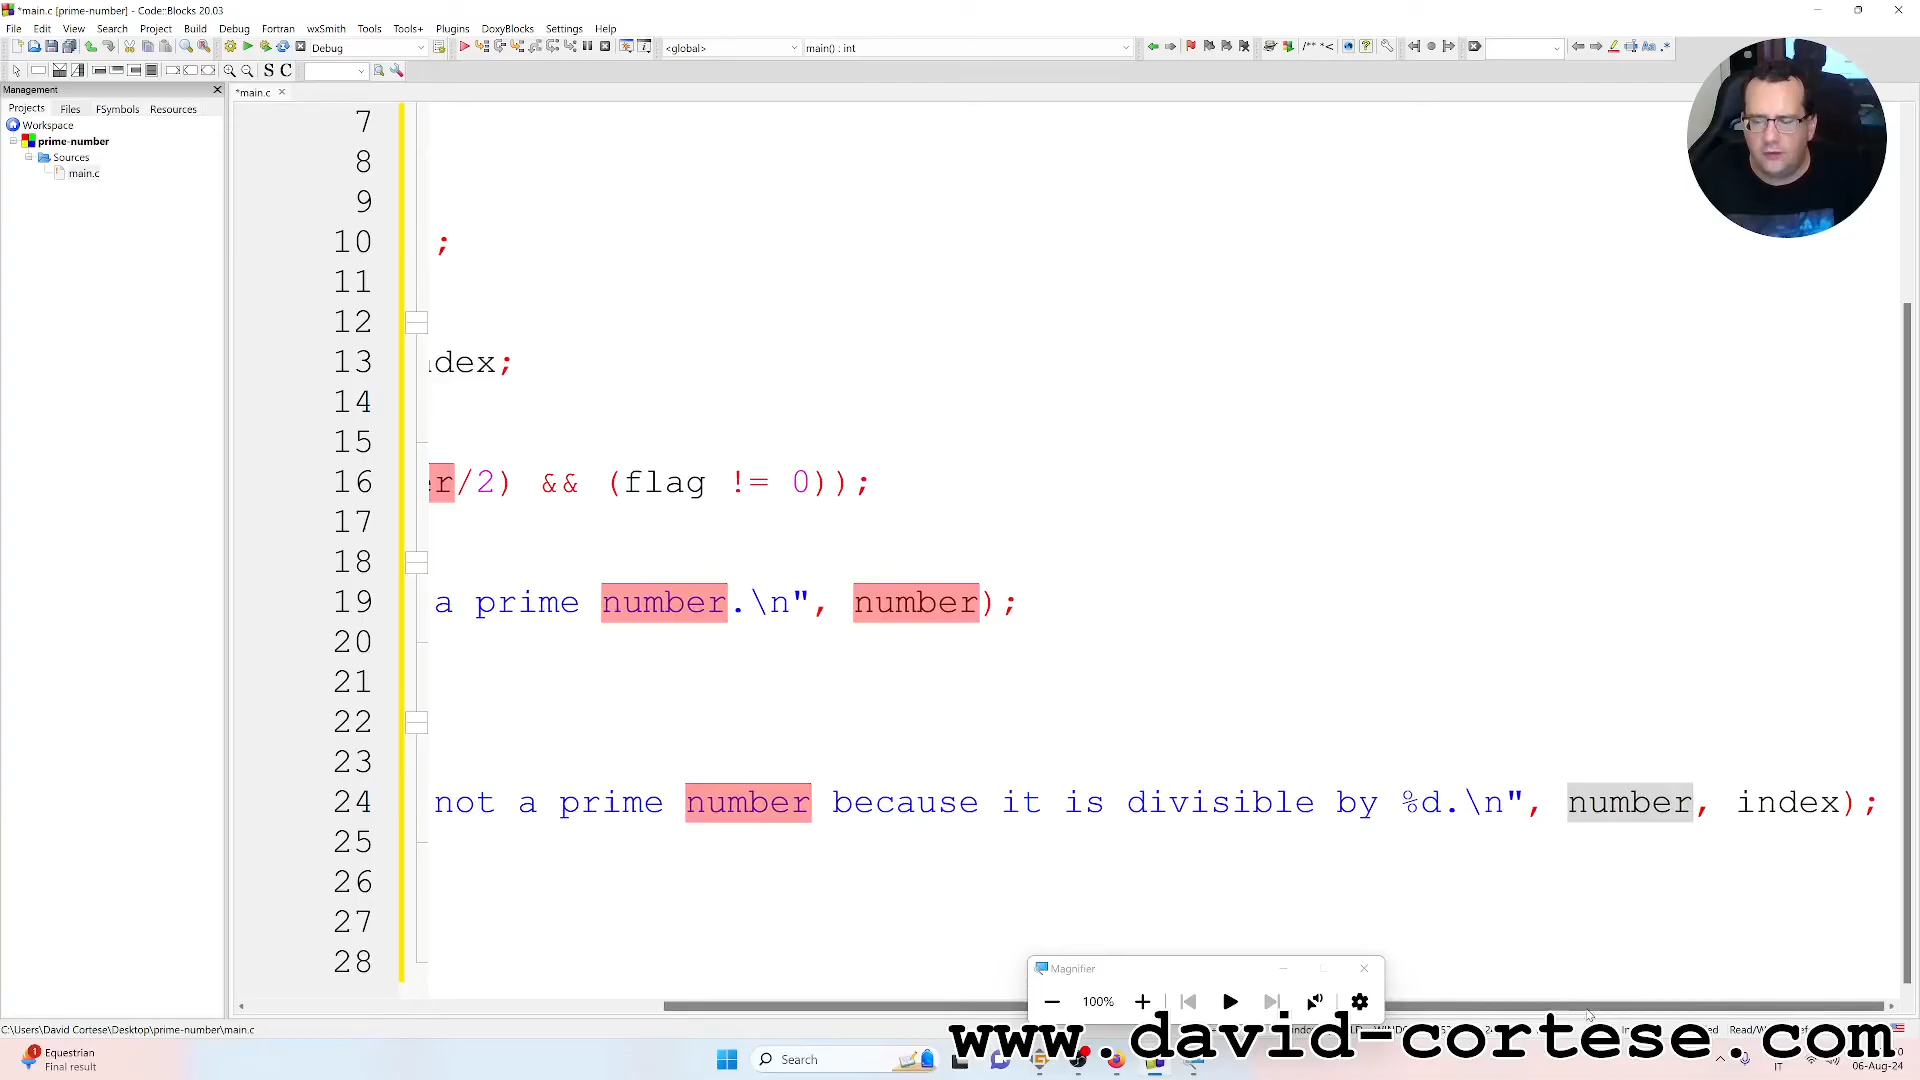 *main.c [prime-number] - Code::Blocks 20.03
File Edit View Search Project Build Debug Fortran wxSmith Tools Tools+ Plugins DoxyBlocks Settings Help
Debug
<global>
main() : int
/** *<
S C
Aa .*
Management
*main.c
Projects Files FSymbols Resources
Workspace
prime-number
Sources
main.c
7
8
9
10 ;
11
12
13 dex;
14
15
16 r/2) && (flag != 0));
17
18
19 a prime number.\n", number);
20
21
22
23
24 not a prime number because it is divisible by %d.\n", number, index);
25
26
27
28
Magnifier
100%
C:\Users\David Cortese\Desktop\prime-number\main.c
www.david-cortese.com
1
Equestrian
Final result
Search
IT
06-Aug-24